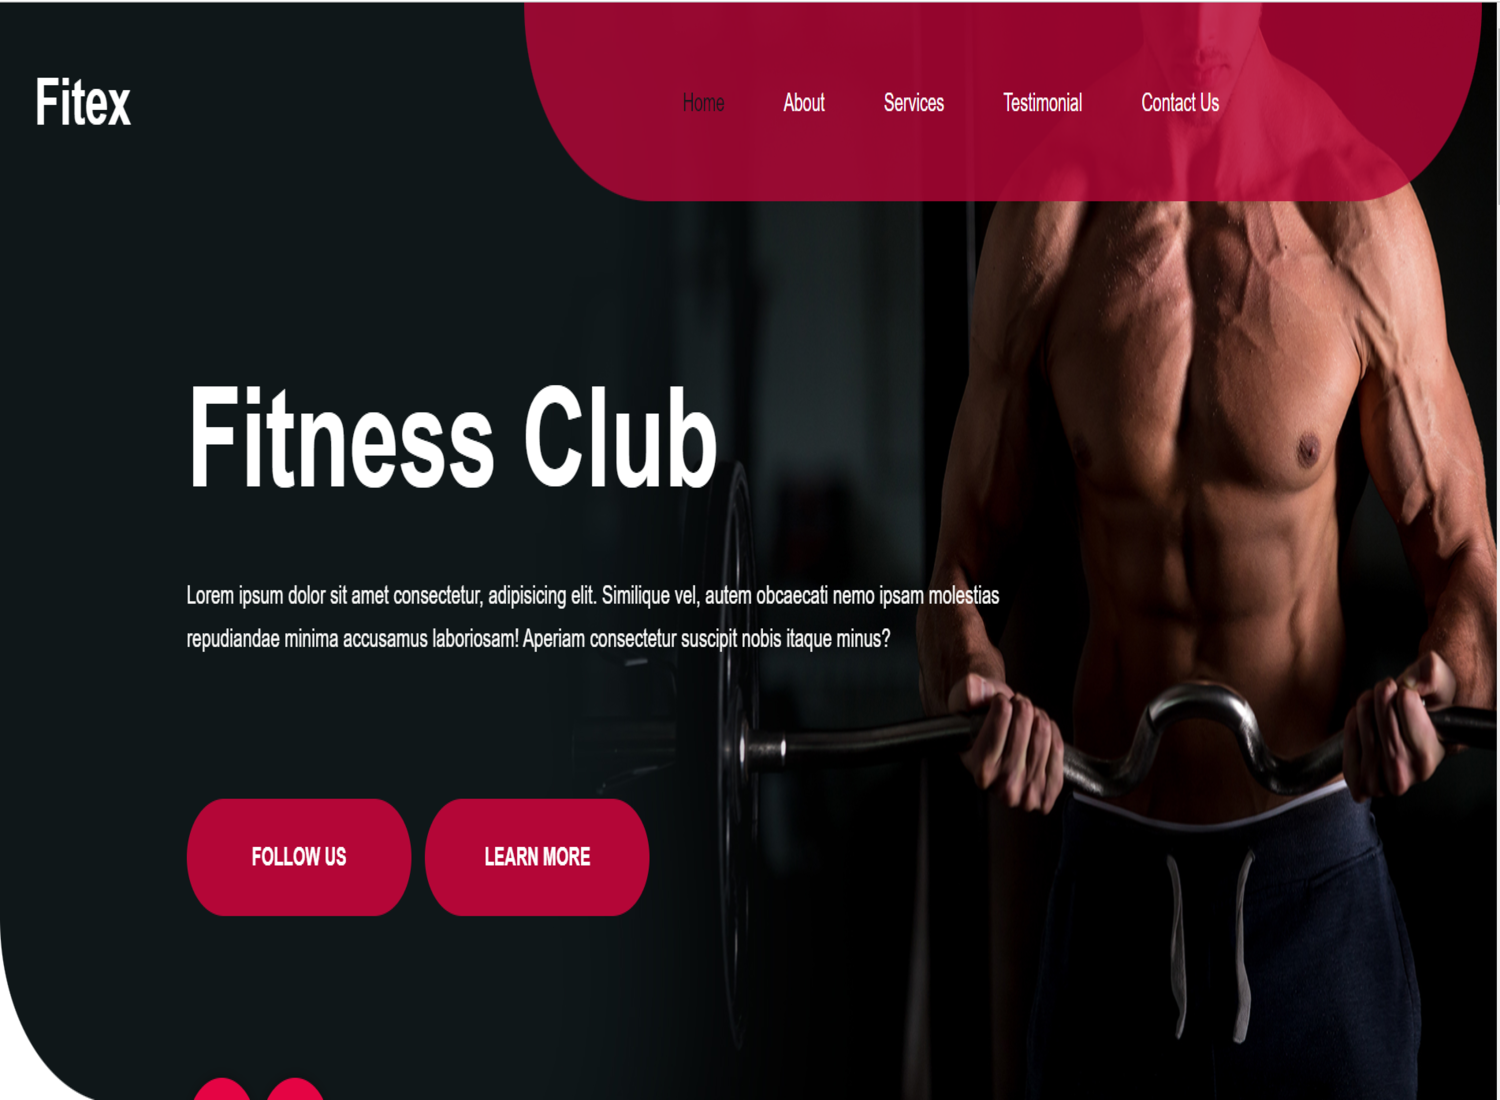 Fitex
Home About Services Testimonial Contact Us
Fitness Club
Lorem ipsum dolor sit amet consectetur, adipisicing elit. Similique vel, autem obcaecati nemo ipsam molestias
repudiandae minima accusamus laboriosam! Aperiam consectetur suscipit nobis itaque minus?
FOLLOW US LEARN MORE